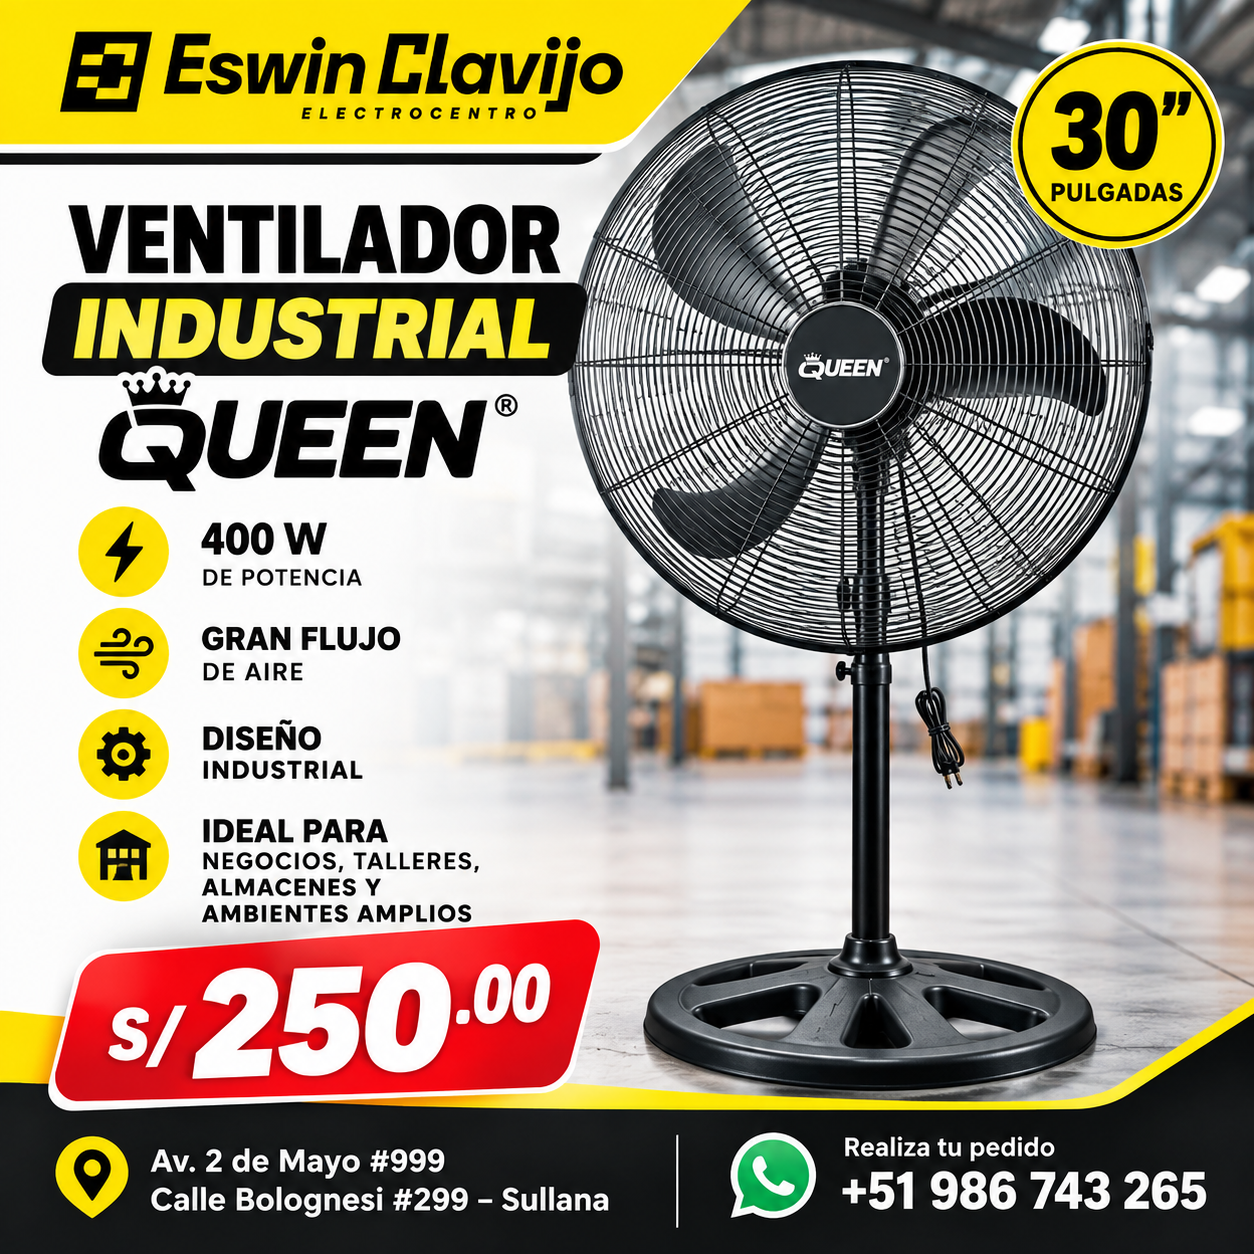 Eswin Clavijo
ELECTROCENTRO
30”
PULGADAS
VENTILADOR
INDUSTRIAL
QUEEN®
QUEEN®
400 W
DE POTENCIA
GRAN FLUJO
DE AIRE
DISEÑO
INDUSTRIAL
IDEAL PARA
NEGOCIOS, TALLERES,
ALMACENES Y
AMBIENTES AMPLIOS
S/250.00
Av. 2 de Mayo #999
Calle Bolognesi #299 – Sullana
Realiza tu pedido
+51 986 743 265